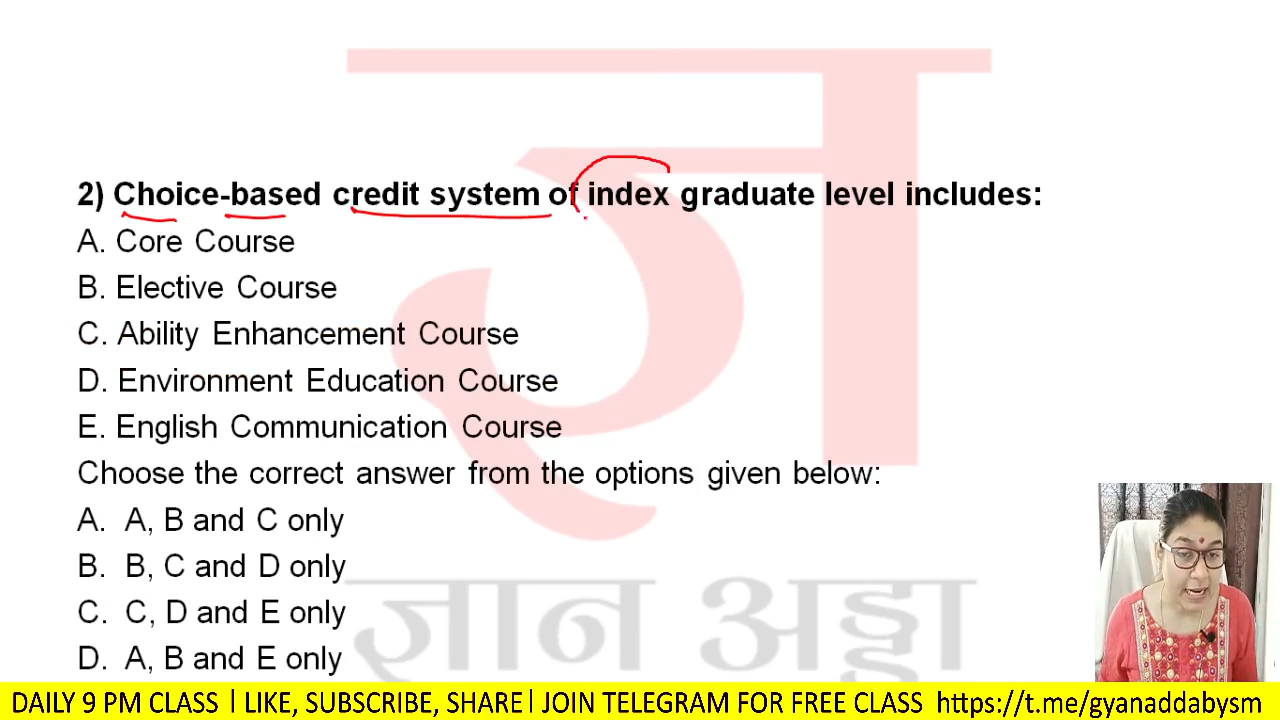 2) Choice-based credit system of index graduate level includes:
A. Core Course
B. Elective Course
C. Ability Enhancement Course
D. Environment Education Course
E. English Communication Course
Choose the correct answer from the options given below:
A. A, B and C only
B. B, C and D only
C. C, D and E only
D. A, B and E only
ज्ञान अड्डा
DAILY 9 PM CLASS | LIKE, SUBSCRIBE, SHARE| JOIN TELEGRAM FOR FREE CLASS https://t.me/gyanaddabysm